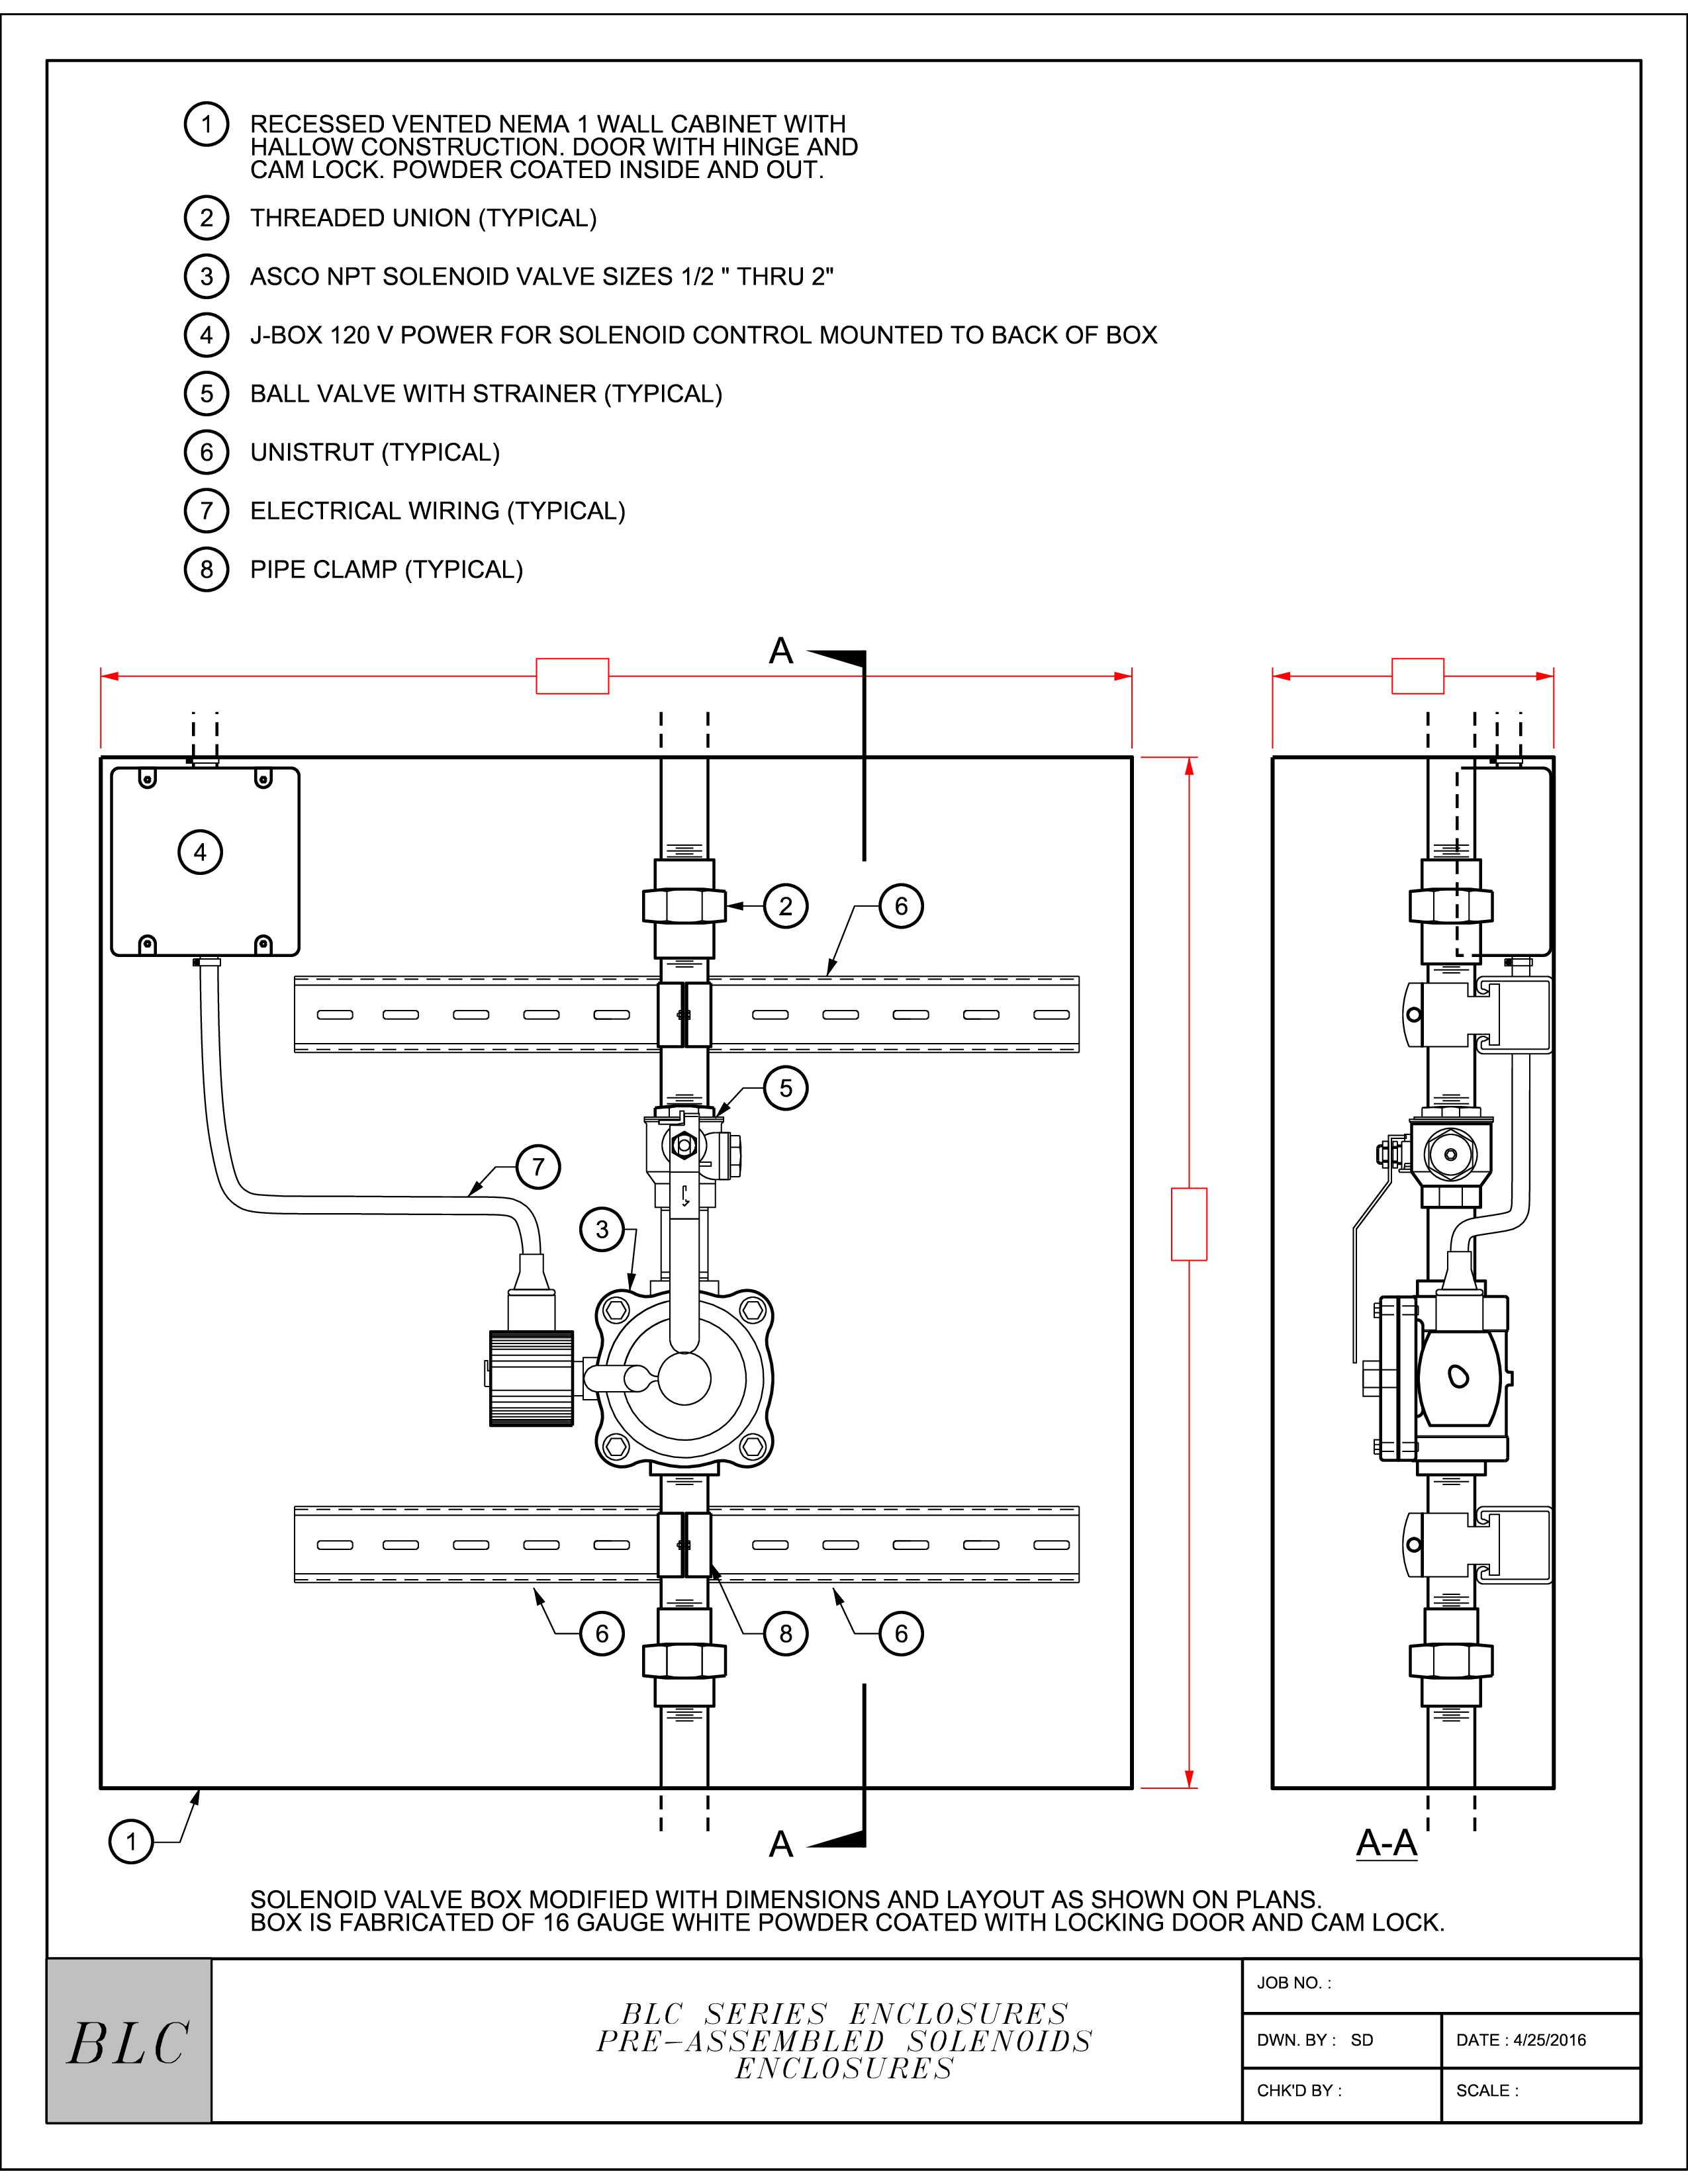 1 RECESSED VENTED NEMA 1 WALL CABINET WITH
HALLOW CONSTRUCTION. DOOR WITH HINGE AND
CAM LOCK. POWDER COATED INSIDE AND OUT.
2 THREADED UNION (TYPICAL)
3 ASCO NPT SOLENOID VALVE SIZES 1/2 " THRU 2"
4 J-BOX 120 V POWER FOR SOLENOID CONTROL MOUNTED TO BACK OF BOX
5 BALL VALVE WITH STRAINER (TYPICAL)
6 UNISTRUT (TYPICAL)
7 ELECTRICAL WIRING (TYPICAL)
8 PIPE CLAMP (TYPICAL)
A
4
2
6
5
7
3
6
8
6
1
A
A-A
SOLENOID VALVE BOX MODIFIED WITH DIMENSIONS AND LAYOUT AS SHOWN ON PLANS.
BOX IS FABRICATED OF 16 GAUGE WHITE POWDER COATED WITH LOCKING DOOR AND CAM LOCK.
BLC
BLC SERIES ENCLOSURES
PRE-ASSEMBLED SOLENOIDS
ENCLOSURES
JOB NO. :
DWN. BY : SD
DATE : 4/25/2016
CHK'D BY :
SCALE :